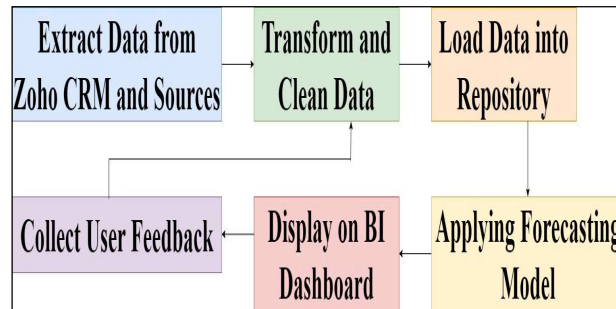 Extract Data from
Zoho CRM and Sources
Transform and
Clean Data
Load Data into
Repository
Collect User Feedback
Display on BI
Dashboard
Applying Forecasting
Model